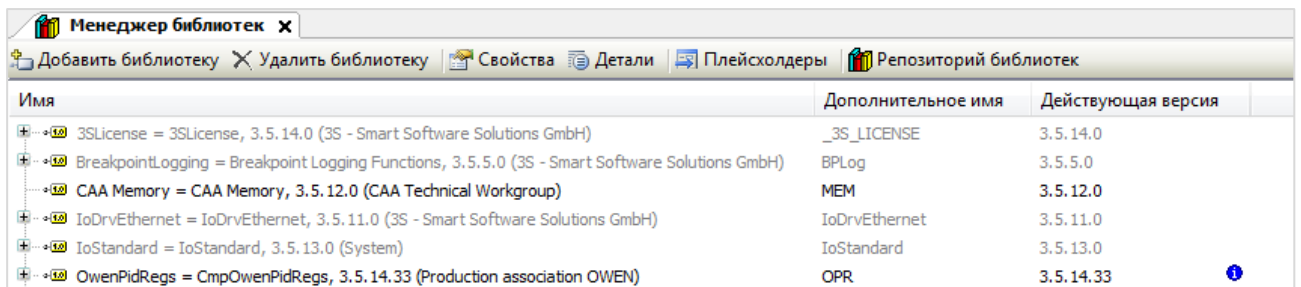 Менеджер библиотек X
Добавить библиотеку Удалить библиотеку Свойства Детали Плейсхолдеры Репозиторий библиотек
Имя Дополнительное имя Действующая версия
3SLicense = 3SLicense, 3.5.14.0 (3S - Smart Software Solutions GmbH) _3S_LICENSE 3.5.14.0
BreakpointLogging = Breakpoint Logging Functions, 3.5.5.0 (3S - Smart Software Solutions GmbH) BPLog 3.5.5.0
CAA Memory = CAA Memory, 3.5.12.0 (CAA Technical Workgroup) MEM 3.5.12.0
IoDrvEthernet = IoDrvEthernet, 3.5.11.0 (3S - Smart Software Solutions GmbH) IoDrvEthernet 3.5.11.0
IoStandard = IoStandard, 3.5.13.0 (System) IoStandard 3.5.13.0
OwenPidRegs = CmpOwenPidRegs, 3.5.14.33 (Production association OWEN) OPR 3.5.14.33